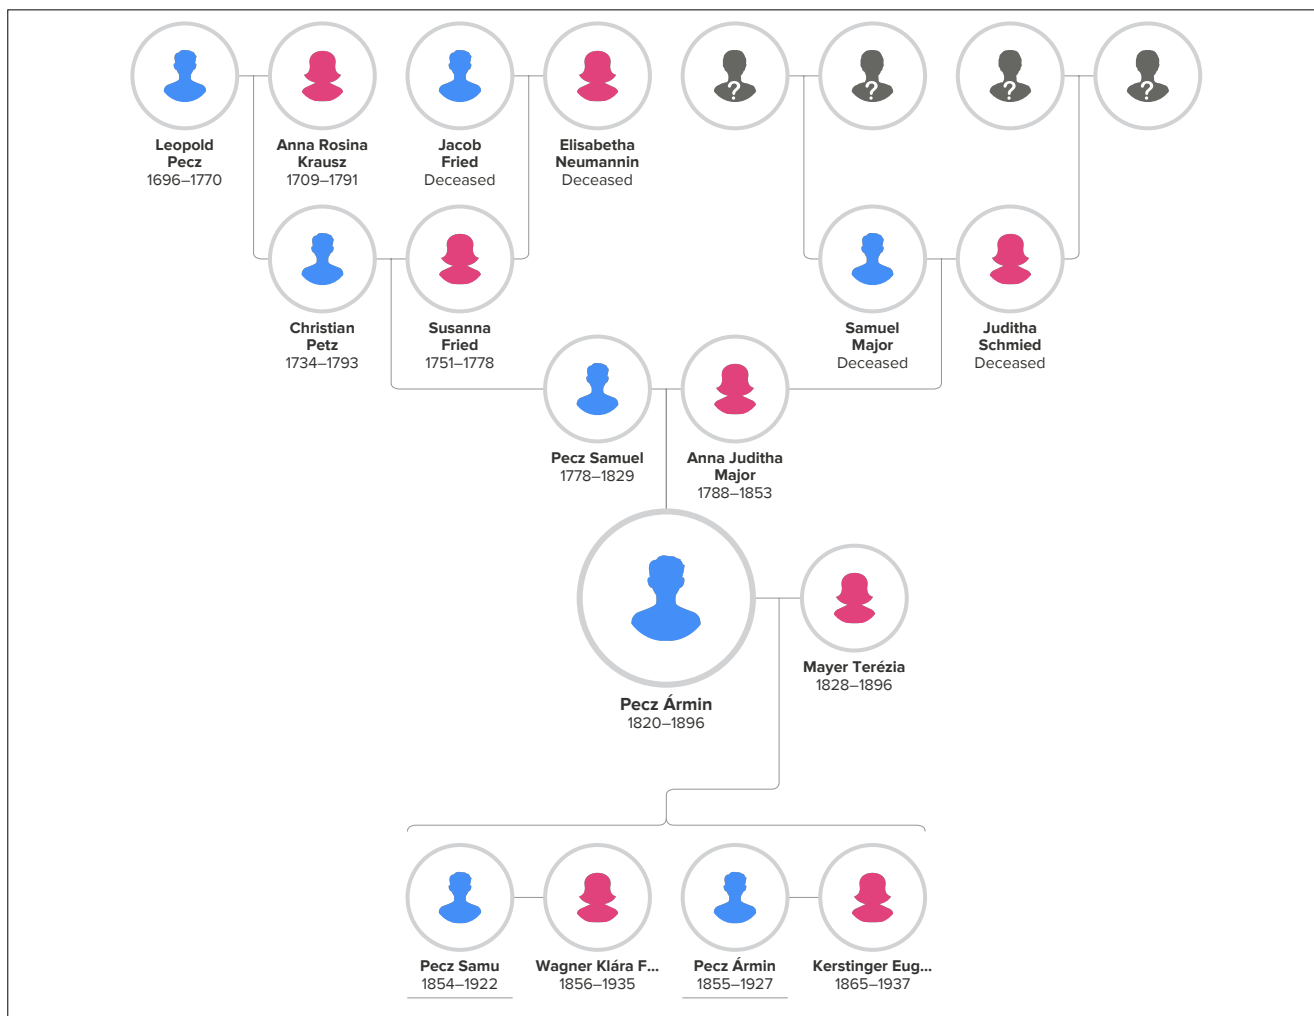 Leopold
Pecz
1696–1770
Anna Rosina
Krausz
1709–1791
Jacob
Fried
Deceased
Elisabetha
Neumannin
Deceased
?
?
?
?
Christian
Petz
1734–1793
Susanna
Fried
1751–1778
Samuel
Major
Deceased
Juditha
Schmied
Deceased
Pecz Samuel
1778–1829
Anna Juditha
Major
1788–1853
Pecz Ármin
1820–1896
Mayer Terézia
1828–1896
Pecz Samu
1854–1922
Wagner Klára F...
1856–1935
Pecz Ármin
1855–1927
Kerstinger Eug...
1865–1937